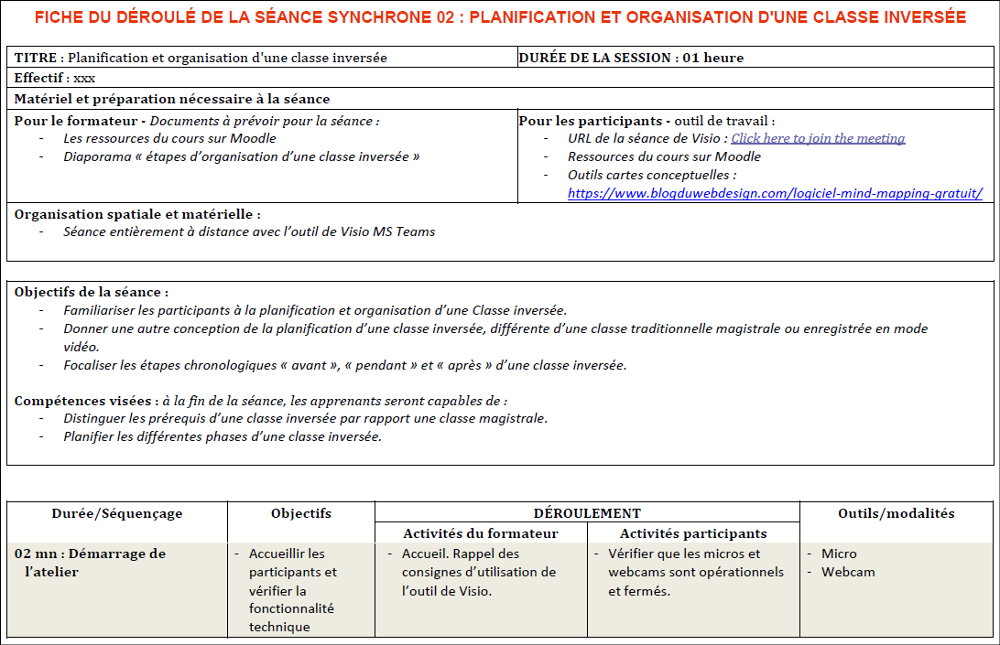 FICHE DU DÉROULÉ DE LA SÉANCE SYNCHRONE 02 : PLANIFICATION ET ORGANISATION D'UNE CLASSE INVERSÉE
TITRE : Planification et organisation d'une classe inversée
DURÉE DE LA SESSION : 01 heure
Effectif : xxx
Matériel et préparation nécessaire à la séance
Pour le formateur - Documents à prévoir pour la séance :
- Les ressources du cours sur Moodle
- Diaporama « étapes d’organisation d’une classe inversée »
Pour les participants - outil de travail :
- URL de la séance de Visio : Click here to join the meeting
- Ressources du cours sur Moodle
- Outils cartes conceptuelles :
https://www.blogduwebdesign.com/logiciel-mind-mapping-gratuit/
Organisation spatiale et matérielle :
- Séance entièrement à distance avec l’outil de Visio MS Teams
Objectifs de la séance :
- Familiariser les participants à la planification et organisation d’une Classe inversée.
- Donner une autre conception de la planification d’une classe inversée, différente d’une classe traditionnelle magistrale ou enregistrée en mode
vidéo.
- Focaliser les étapes chronologiques « avant », « pendant » et « après » d’une classe inversée.
Compétences visées : à la fin de la séance, les apprenants seront capables de :
- Distinguer les prérequis d’une classe inversée par rapport une classe magistrale.
- Planifier les différentes phases d’une classe inversée.
Durée/Séquençage
Objectifs
DÉROULEMENT
Outils/modalités
Activités du formateur
Activités participants
02 mn : Démarrage de
l’atelier
- Accueillir les
participants et
vérifier la
fonctionnalité
technique
- Accueil. Rappel des
consignes d’utilisation de
l’outil de Visio.
- Vérifier que les micros et
webcams sont opérationnels
et fermés.
- Micro
- Webcam